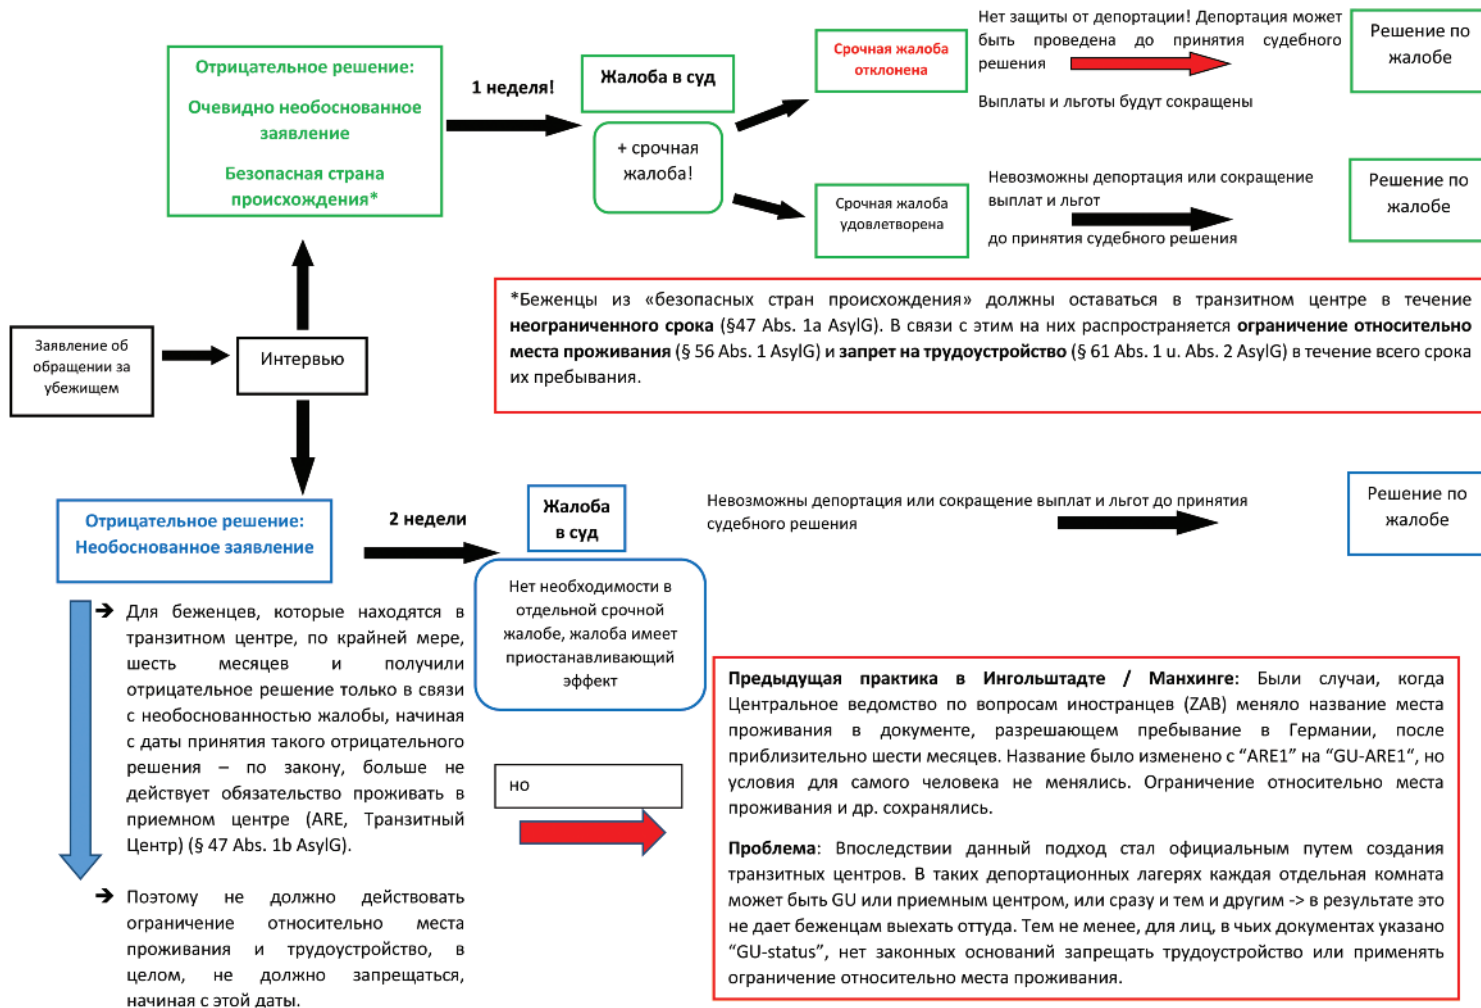 Отрицательное решение:
Очевидно необоснованное
заявление
Безопасная страна
происхождения*
1 неделя!
Жалоба в суд
+ срочная
жалоба!
Срочная жалоба
отклонена
Нет защиты от депортации! Депортация может
быть проведена до принятия судебного
решения
Выплаты и льготы будут сокращены
Решение по
жалобе
Срочная жалоба
удовлетворена
Невозможны депортация или сокращение
выплат и льгот
до принятия судебного решения
Решение по
жалобе
*Беженцы из «безопасных стран происхождения» должны оставаться в транзитном центре в течение
неограниченного срока (§47 Abs. 1a AsylG). В связи с этим на них распространяется ограничение относительно
места проживания (§ 56 Abs. 1 AsylG) и запрет на трудоустройство (§ 61 Abs. 1 u. Abs. 2 AsylG) в течение всего срока
их пребывания.
Заявление об
обращении за
убежищем
Интервью
Отрицательное решение:
Необоснованное заявление
2 недели
Жалоба
в суд
Нет необходимости в
отдельной срочной
жалобе, жалоба имеет
приостанавливающий
эффект
Невозможны депортация или сокращение выплат и льгот до принятия
судебного решения
Решение по
жалобе
➔ Для беженцев, которые находятся в
транзитном центре, по крайней мере,
шесть месяцев и получили
отрицательное решение только в связи
с необоснованностью жалобы, начиная
с даты принятия такого отрицательного
решения – по закону, больше не
действует обязательство проживать в
приемном центре (ARE, Транзитный
Центр) (§ 47 Abs. 1b AsylG).
➔ Поэтому не должно действовать
ограничение относительно места
проживания и трудоустройство, в
целом, не должно запрещаться,
начиная с этой даты.
но
Предыдущая практика в Ингольштадте / Манхинге: Были случаи, когда
Центральное ведомство по вопросам иностранцев (ZAB) меняло название места
проживания в документе, разрешающем пребывание в Германии, после
приблизительно шести месяцев. Название было изменено с “ARE1” на “GU-ARE1“, но
условия для самого человека не менялись. Ограничение относительно места
проживания и др. сохранялись.
Проблема: Впоследствии данный подход стал официальным путем создания
транзитных центров. В таких депортационных лагерях каждая отдельная комната
может быть GU или приемным центром, или сразу и тем и другим -> в результате это
не дает беженцам выехать оттуда. Тем не менее, для лиц, в чьих документах указано
“GU-status”, нет законных оснований запрещать трудоустройство или применять
ограничение относительно места проживания.